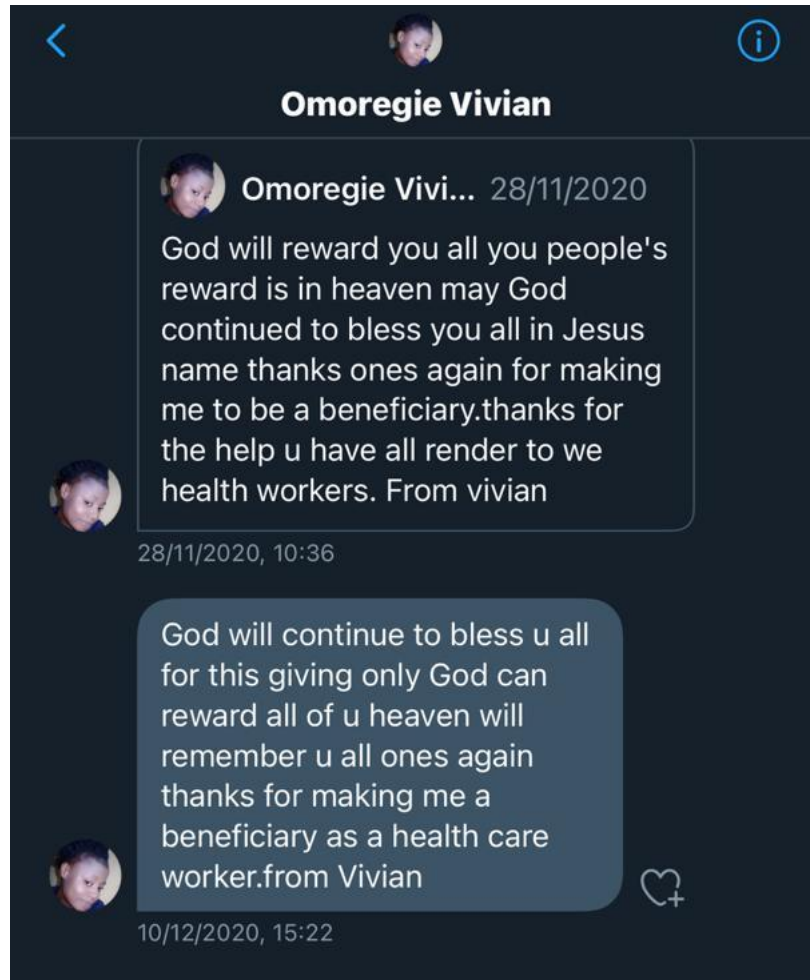 Omoregie Vivian
Omoregie Vivi... 28/11/2020
God will reward you all you people's
reward is in heaven may God
continued to bless you all in Jesus
name thanks ones again for making
me to be a beneficiary.thanks for
the help u have all render to we
health workers. From vivian
28/11/2020, 10:36
God will continue to bless u all
for this giving only God can
reward all of u heaven will
remember u all ones again
thanks for making me a
beneficiary as a health care
worker.from Vivian
10/12/2020, 15:22